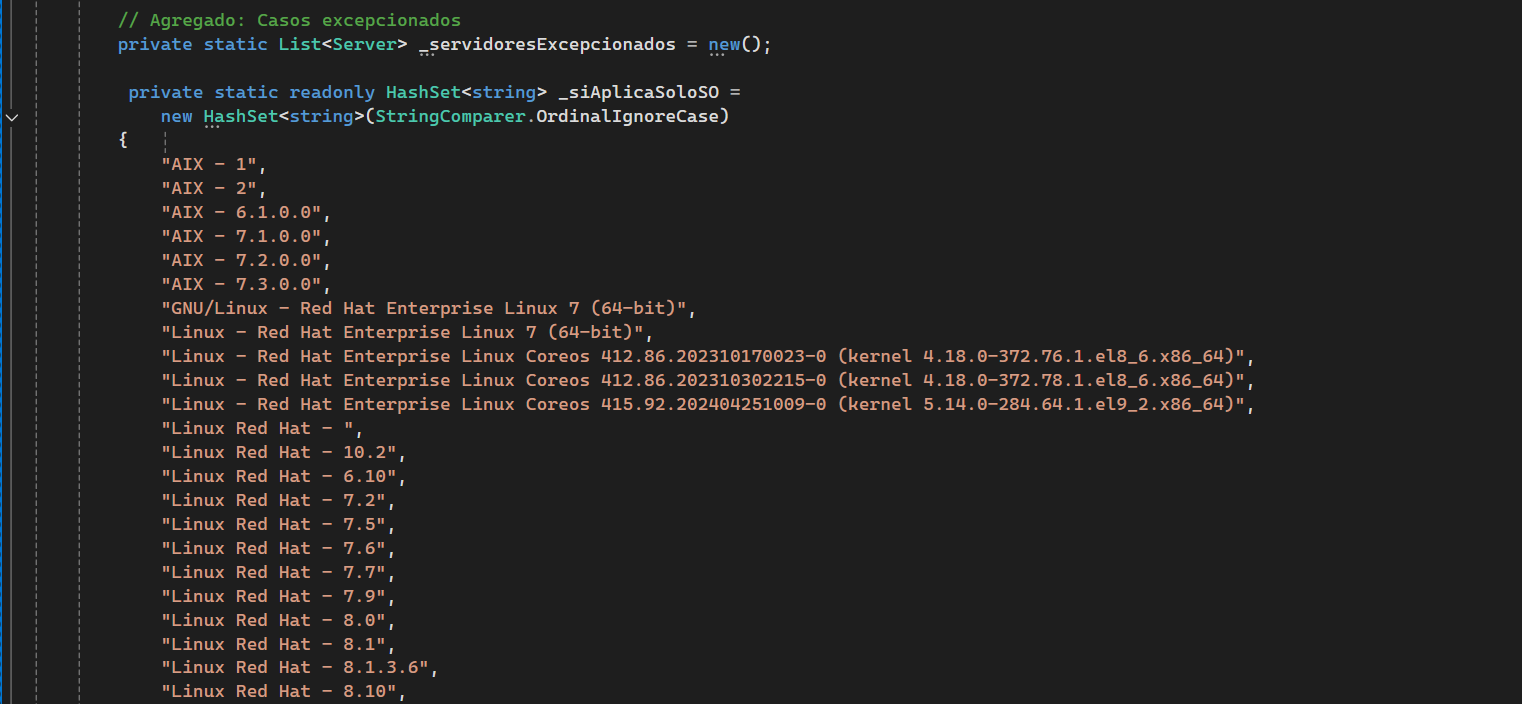 // Agregado: Casos excepcionados
private static List<Server> _servidoresExcepcionados = new();
private static readonly HashSet<string> _siAplicaSoloSO =
new HashSet<string>(StringComparer.OrdinalIgnoreCase)
{
"AIX - 1",
"AIX - 2",
"AIX - 6.1.0.0",
"AIX - 7.1.0.0",
"AIX - 7.2.0.0",
"AIX - 7.3.0.0",
"GNU/Linux - Red Hat Enterprise Linux 7 (64-bit)",
"Linux - Red Hat Enterprise Linux 7 (64-bit)",
"Linux - Red Hat Enterprise Linux Coreos 412.86.202310170023-0 (kernel 4.18.0-372.76.1.el8_6.x86_64)",
"Linux - Red Hat Enterprise Linux Coreos 412.86.202310302215-0 (kernel 4.18.0-372.78.1.el8_6.x86_64)",
"Linux - Red Hat Enterprise Linux Coreos 415.92.202404251009-0 (kernel 5.14.0-284.64.1.el9_2.x86_64)",
"Linux Red Hat - ",
"Linux Red Hat - 10.2",
"Linux Red Hat - 6.10",
"Linux Red Hat - 7.2",
"Linux Red Hat - 7.5",
"Linux Red Hat - 7.6",
"Linux Red Hat - 7.7",
"Linux Red Hat - 7.9",
"Linux Red Hat - 8.0",
"Linux Red Hat - 8.1",
"Linux Red Hat - 8.1.3.6",
"Linux Red Hat - 8.10",